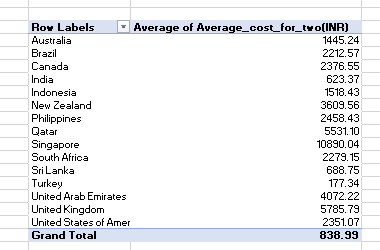 Row Labels Average of Average_cost_for_two(INR)
Australia 1445.24
Brazil 2212.57
Canada 2376.55
India 623.37
Indonesia 1518.43
New Zealand 3609.56
Philippines 2458.43
Qatar 5531.10
Singapore 10890.04
South Africa 2279.15
Sri Lanka 688.75
Turkey 177.34
United Arab Emirates 4072.22
United Kingdom 5785.79
United States of Amer 2351.07
Grand Total 838.99